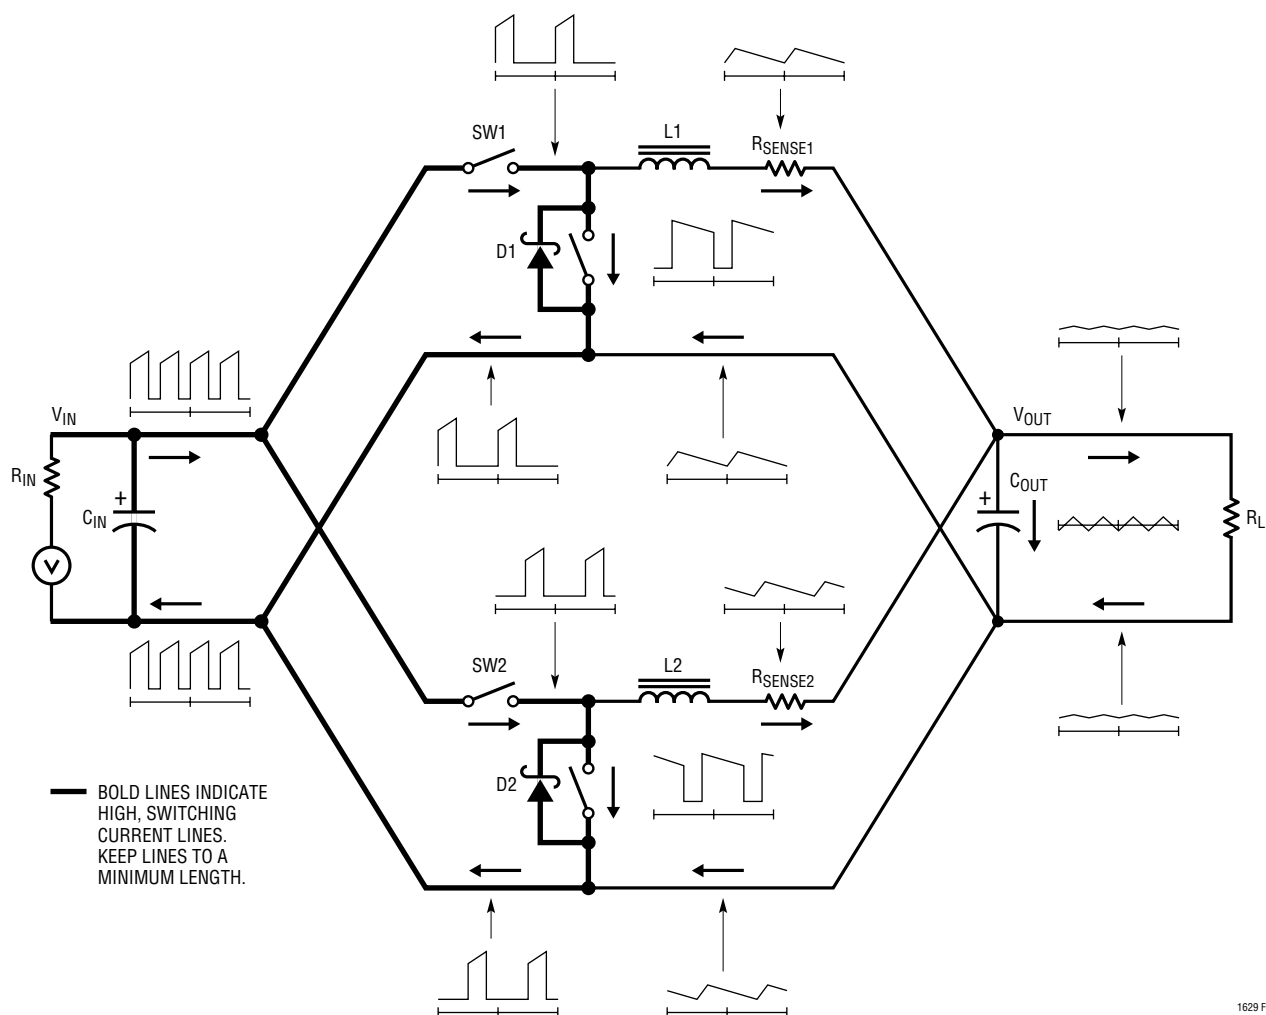 SW1
L1
RSENSE1
D1
VIN
VOUT
RIN
+
CIN
+
COUT
RL
V
SW2
L2
RSENSE2
D2
BOLD LINES INDICATE
HIGH, SWITCHING
CURRENT LINES.
KEEP LINES TO A
MINIMUM LENGTH.
1629 F